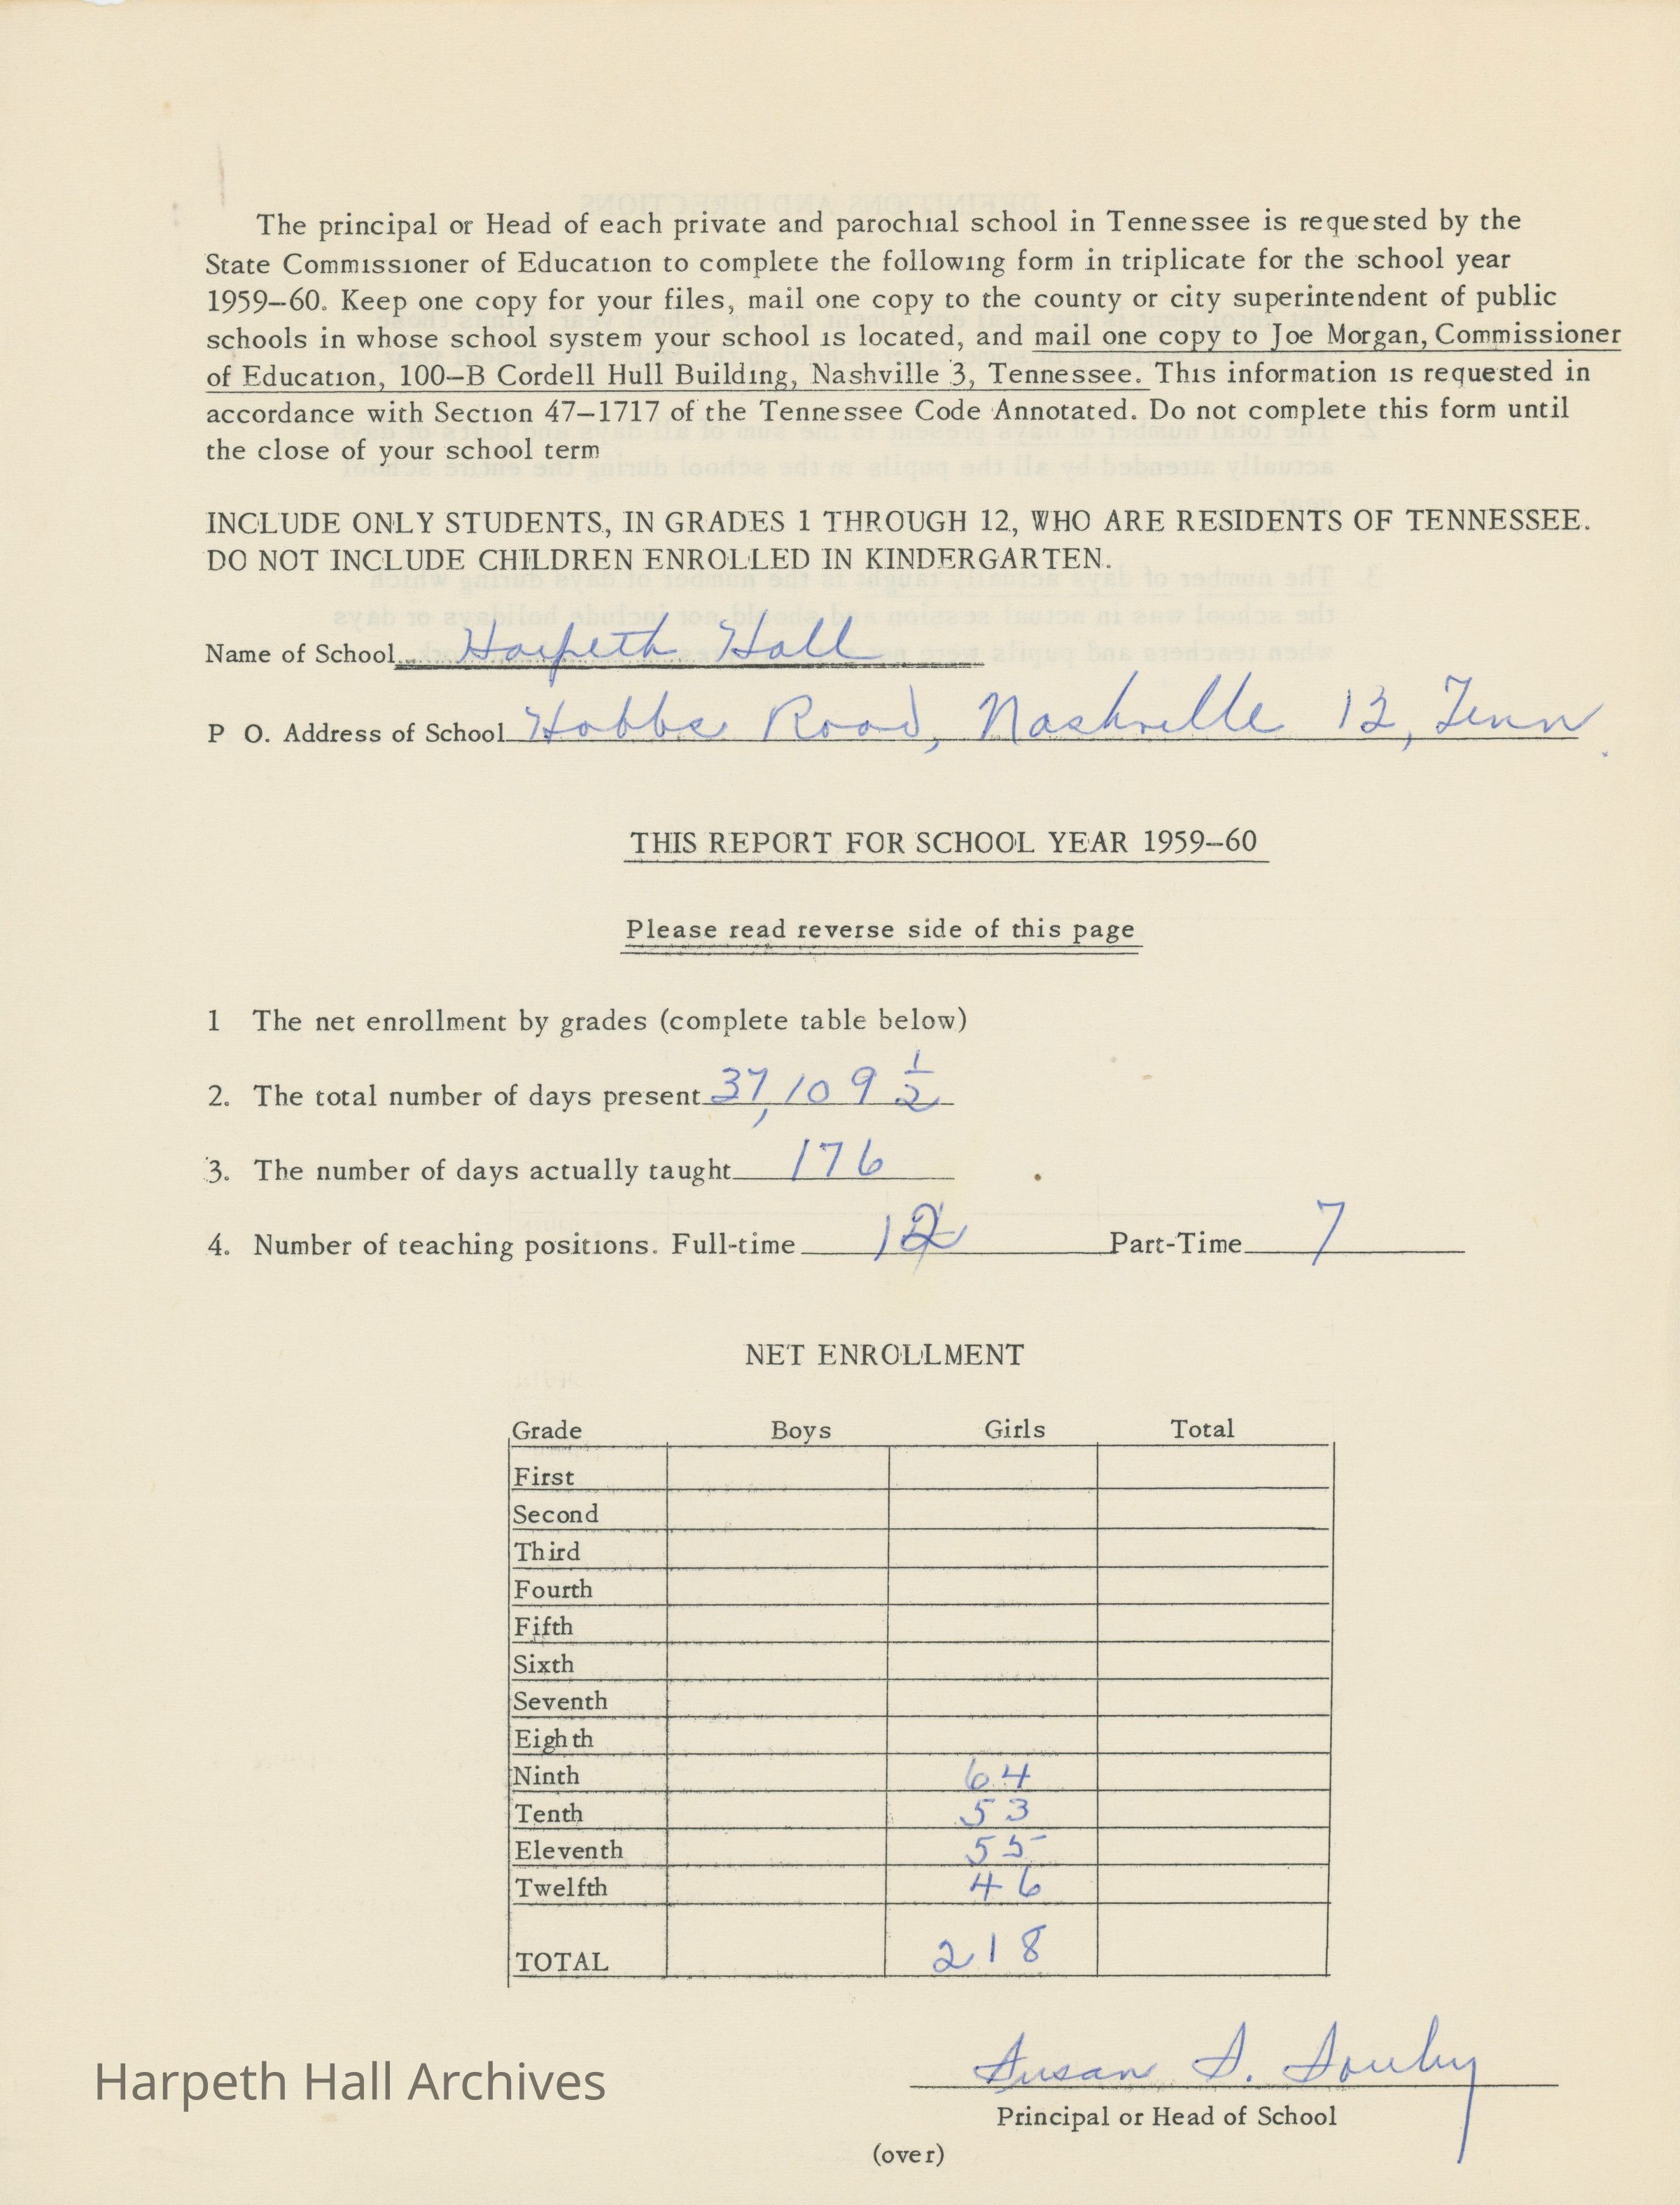 The principal or Head of each private and parochial school in Tennessee is requested by the
State Commissioner of Education to complete the following form in triplicate for the school year
1959–60. Keep one copy for your files, mail one copy to the county or city superintendent of public
schools in whose school system your school is located, and mail one copy to Joe Morgan, Commissioner
of Education, 100–B Cordell Hull Building, Nashville 3, Tennessee. This information is requested in
accordance with Section 47–1717 of the Tennessee Code Annotated. Do not complete this form until
the close of your school term
INCLUDE ONLY STUDENTS, IN GRADES 1 THROUGH 12, WHO ARE RESIDENTS OF TENNESSEE.
DO NOT INCLUDE CHILDREN ENROLLED IN KINDERGARTEN.
Name of School Harpeth Hall
P O. Address of School Hobbs Road, Nashville 12, Tenn.
THIS REPORT FOR SCHOOL YEAR 1959–60
Please read reverse side of this page
1 The net enrollment by grades (complete table below)
2. The total number of days present 37,109 1/2
3. The number of days actually taught 176
4. Number of teaching positions. Full-time 12 Part-Time 7
NET ENROLLMENT
Grade Boys Girls Total
First
Second
Third
Fourth
Fifth
Sixth
Seventh
Eighth
Ninth 64
Tenth 53
Eleventh 55
Twelfth 46
TOTAL 218
Susan S. Souby
Harpeth Hall Archives
Principal or Head of School
(over)